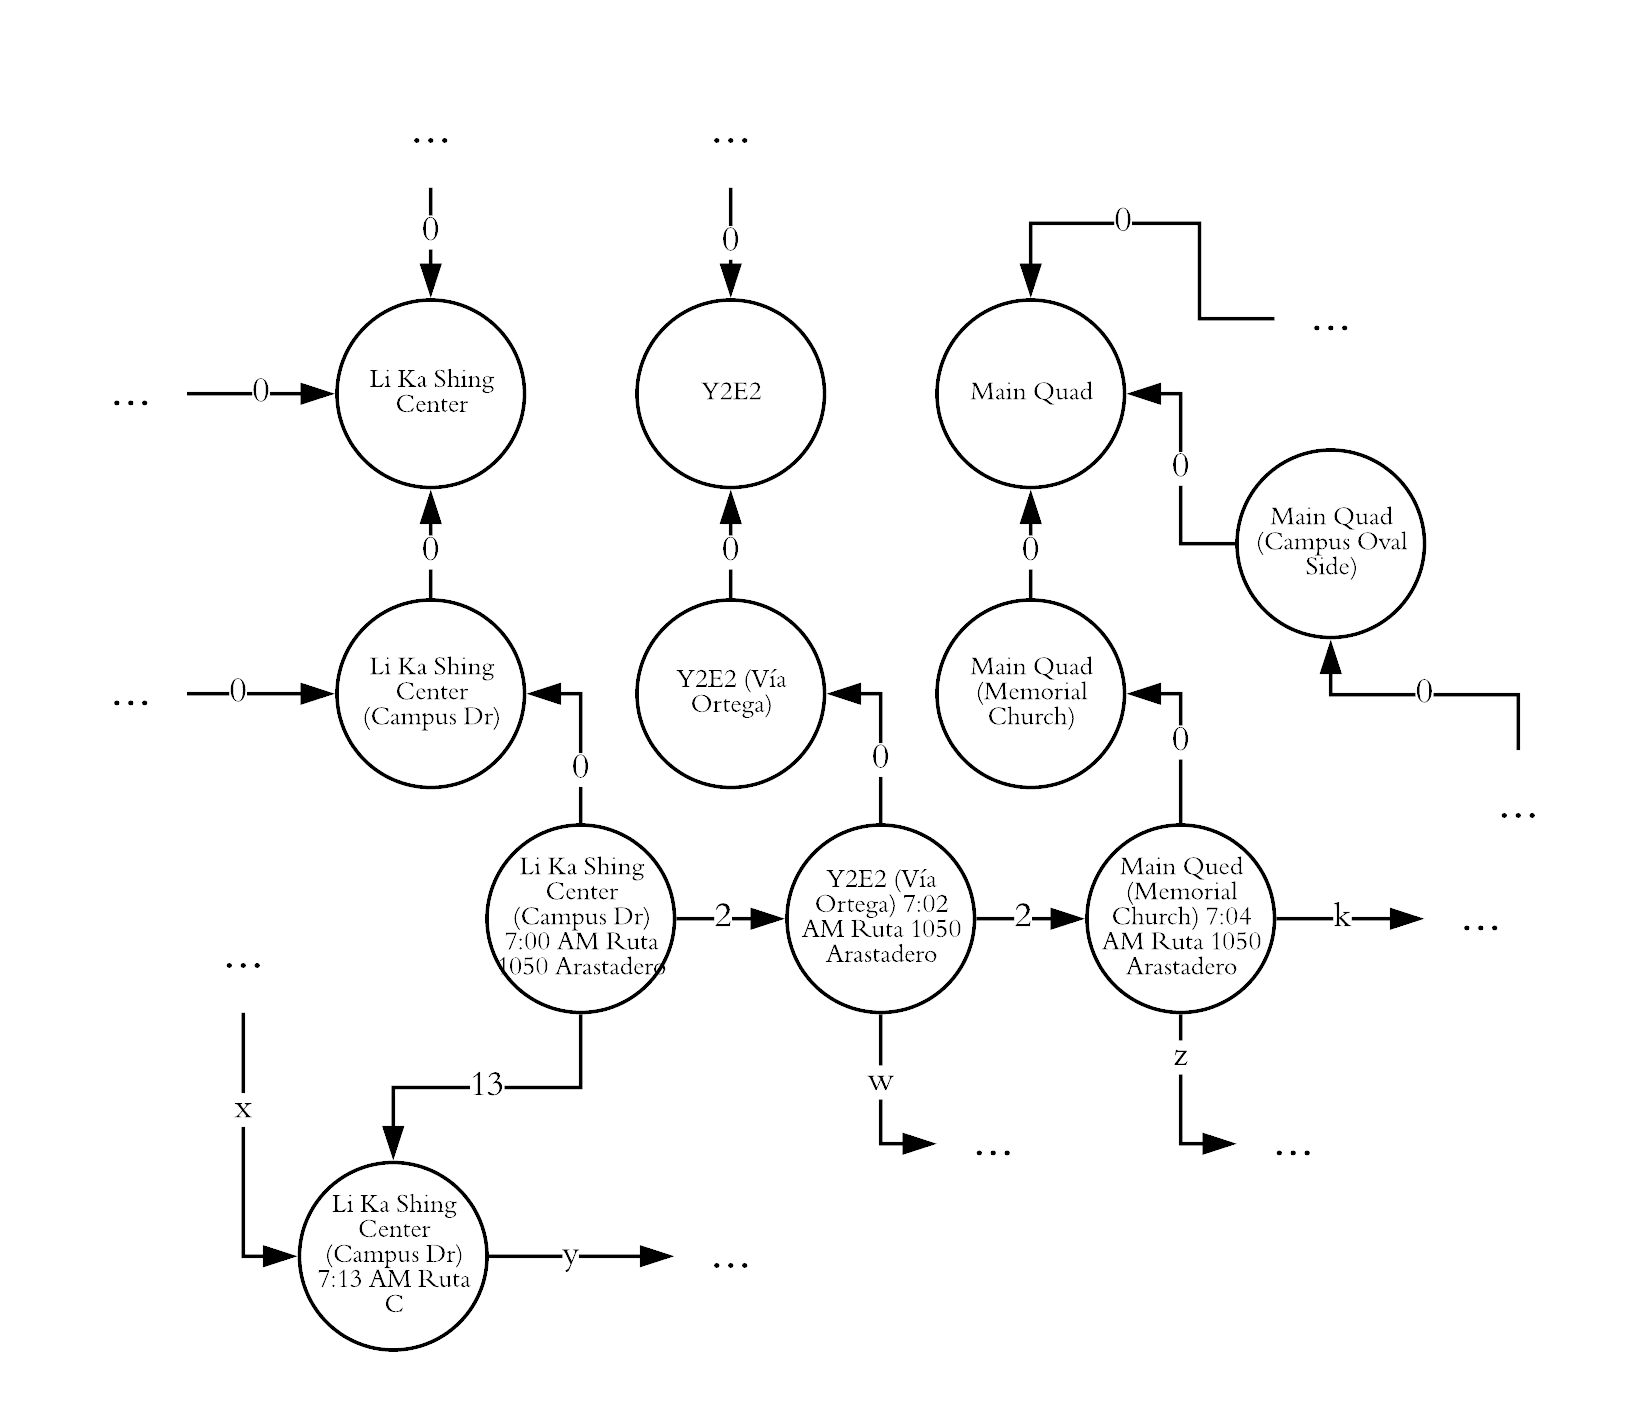 ...
...
0
0
0
...
...
0
Li Ka Shing
Center
Y2E2
Main Quad
0
Main Quad
(Campus Oval
Side)
0
0
0
...
0
Li Ka Shing
Center
(Campus Dr)
Y2E2 (Vía
Ortega)
Main Quad
(Memorial
Church)
0
0
0
0
...
Li Ka Shing
Center
(Campus Dr)
7:00 AM Ruta
1050 Arastadero
2
Y2E2 (Vía
Ortega) 7:02
AM Ruta 1050
Arastadero
2
Main Qued
(Memorial
Church) 7:04
AM Ruta 1050
Arastadero
k
...
...
x
13
w
z
...
...
Li Ka Shing
Center
(Campus Dr)
7:13 AM Ruta
C
y
...